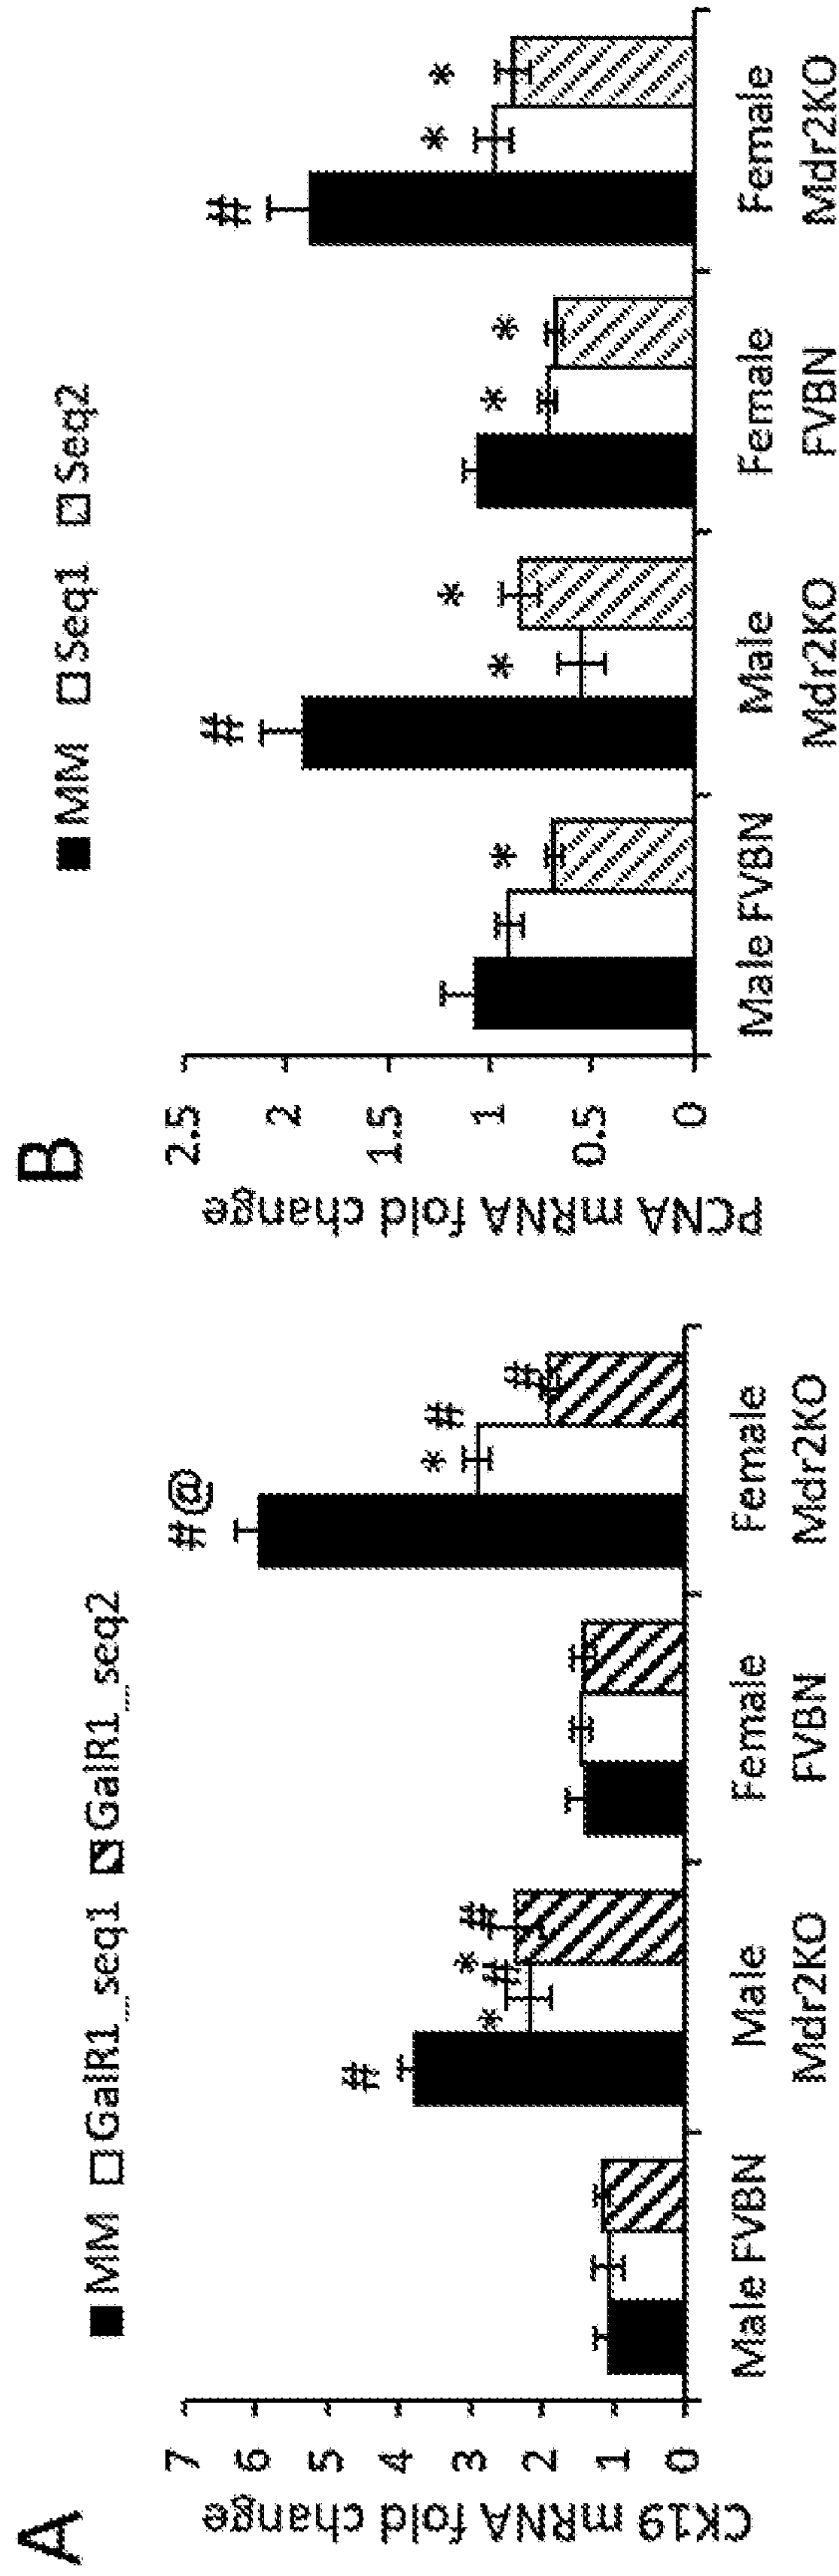 A
■ MM □ GalR1_seq1 ▨ GalR1_seq2
CK19 mRNA fold change
7
6
5
4
3
2
1
0
#
*
#
*
#
#@
*
#
#
Male FVBN
Male
Mdr2KO
Female
FVBN
Female
Mdr2KO
B
■ MM □ Seq1 ▨ Seq2
PCNA mRNA fold change
2.5
2
1.5
1
0.5
0
*
#
*
*
*
*
#
*
*
Male FVBN
Male
Mdr2KO
Female
FVBN
Female
Mdr2KO